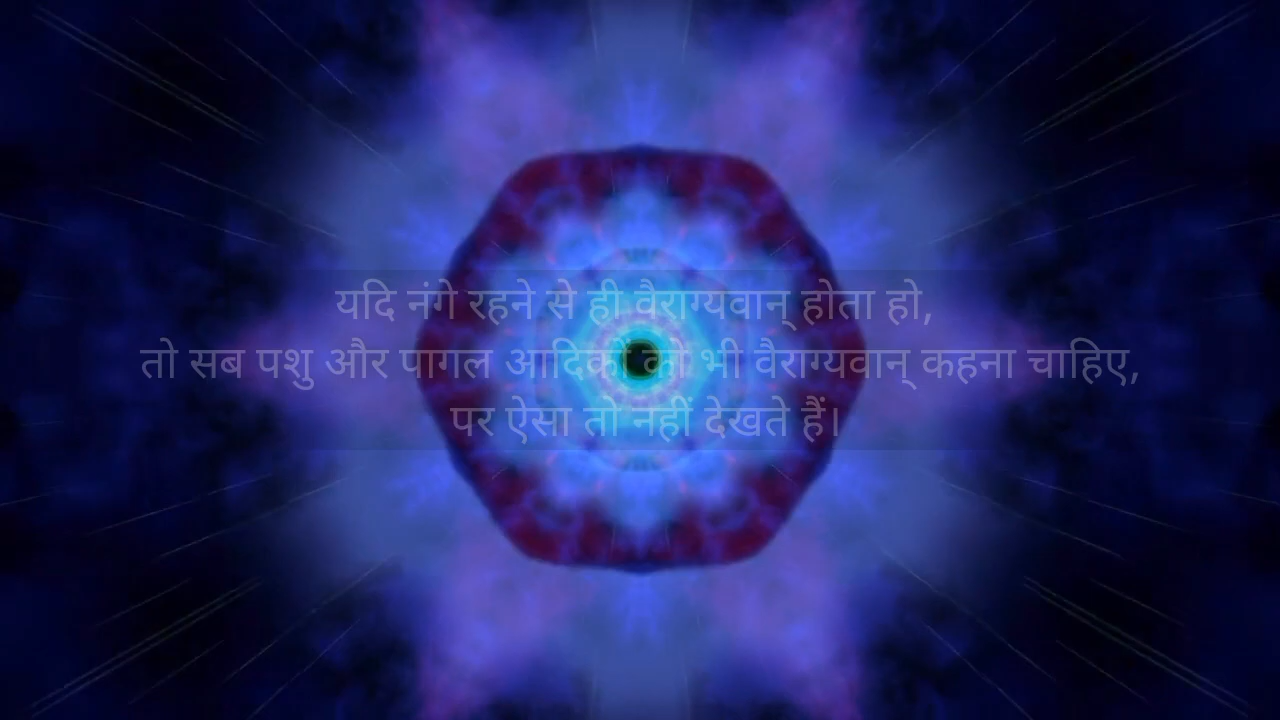 यदि नंगे रहने से ही वैराग्यवान् होता हो,
तो सब पशु और पागल आदिक को भी वैराग्यवान् कहना चाहिए,
पर ऐसा तो नहीं देखते हैं।